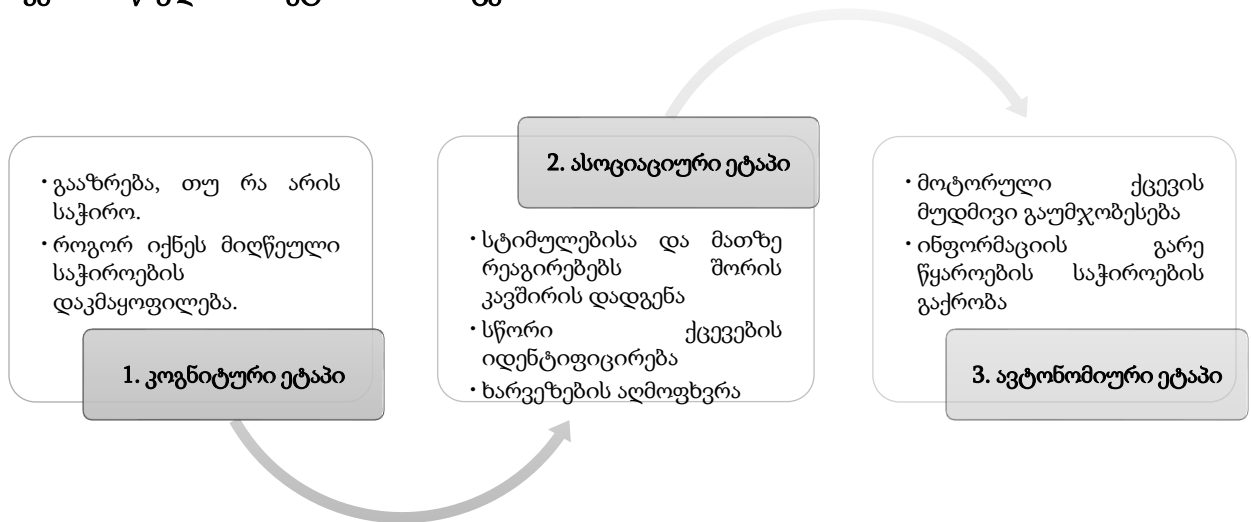 · გააზრება, თუ რა არის
საჭირო.
· როგორ იქნეს მიღწეული
საჭიროების
დაკმაყოფილება.
1. კოგნიტური ეტაპი
2. ასოციაციური ეტაპი
· სტიმულებისა და მათზე
რეაგირებებს შორის
კავშირის დადგენა
· სწორი ქცევების
იდენტიფიცირება
· ხარვეზების აღმოფხვრა
· მოტორული ქცევის
მუდმივი გაუმჯობესება
· ინფორმაციის გარე
წყაროების საჭიროების
გაქრობა
3. ავტონომიური ეტაპი